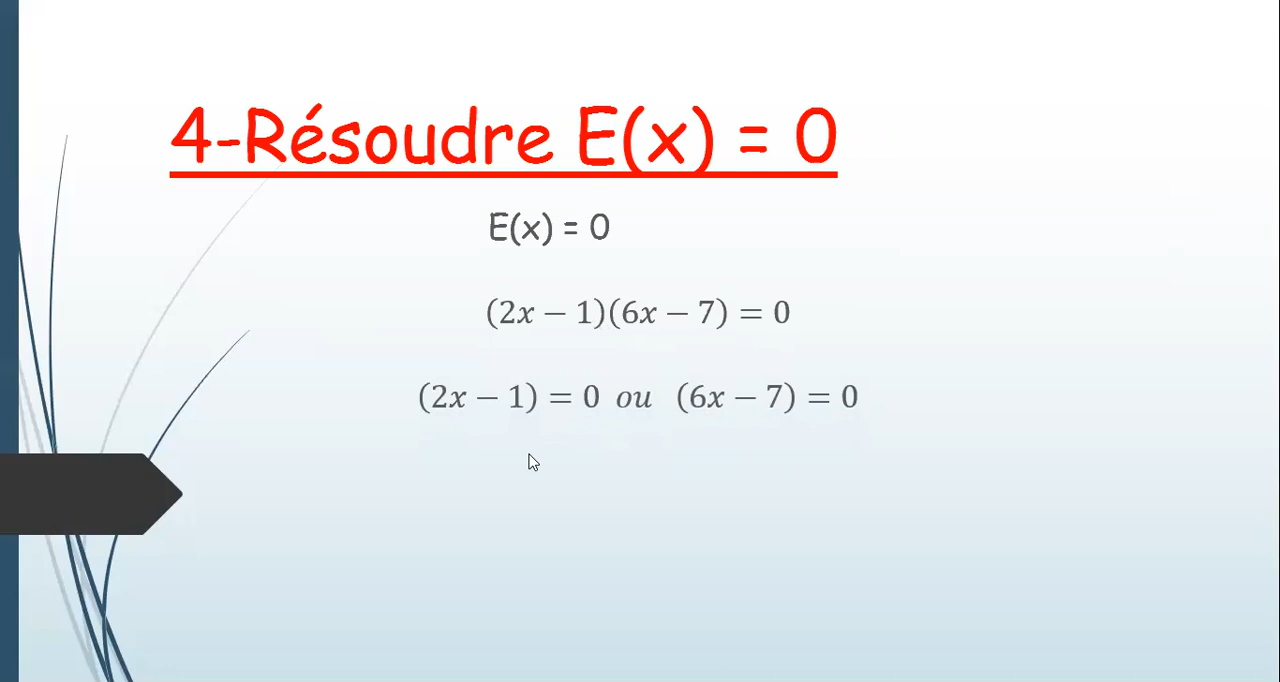 4-Résoudre E(x) = 0
E(x) = 0
(2x − 1)(6x − 7) = 0
(2x − 1) = 0 ou (6x − 7) = 0